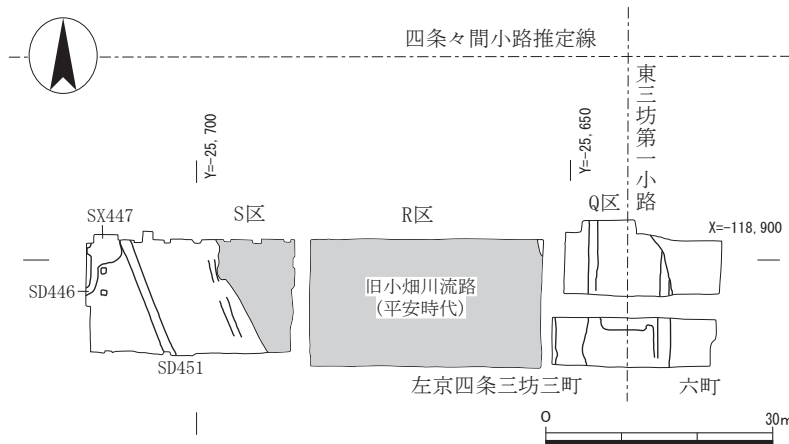 四条々間小路推定線
東三坊第一小路
Y=-25,700
Y=-25,650
SX447
S区
R区
Q区
X=-118,900
SD446
旧小畑川流路
(平安時代)
SD451
左京四条三坊三町
六町
0
30m